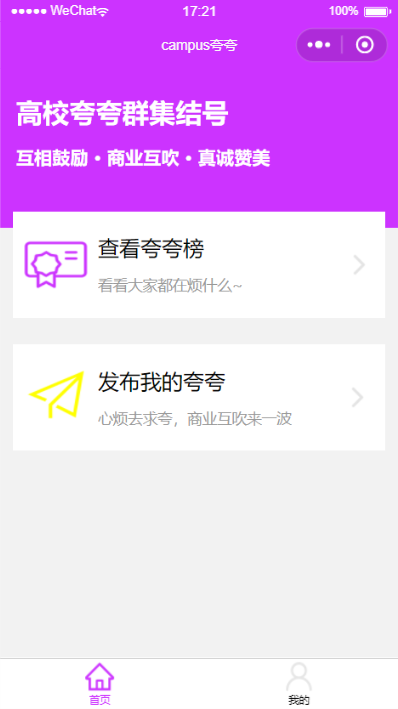 WeChat 17:21 100%
campus夸夸
高校夸夸群集结号
互相鼓励·商业互吹·真诚赞美
查看夸夸榜
看看大家都在烦什么~
发布我的夸夸
心烦去求夸，商业互吹来一波
首页 我的